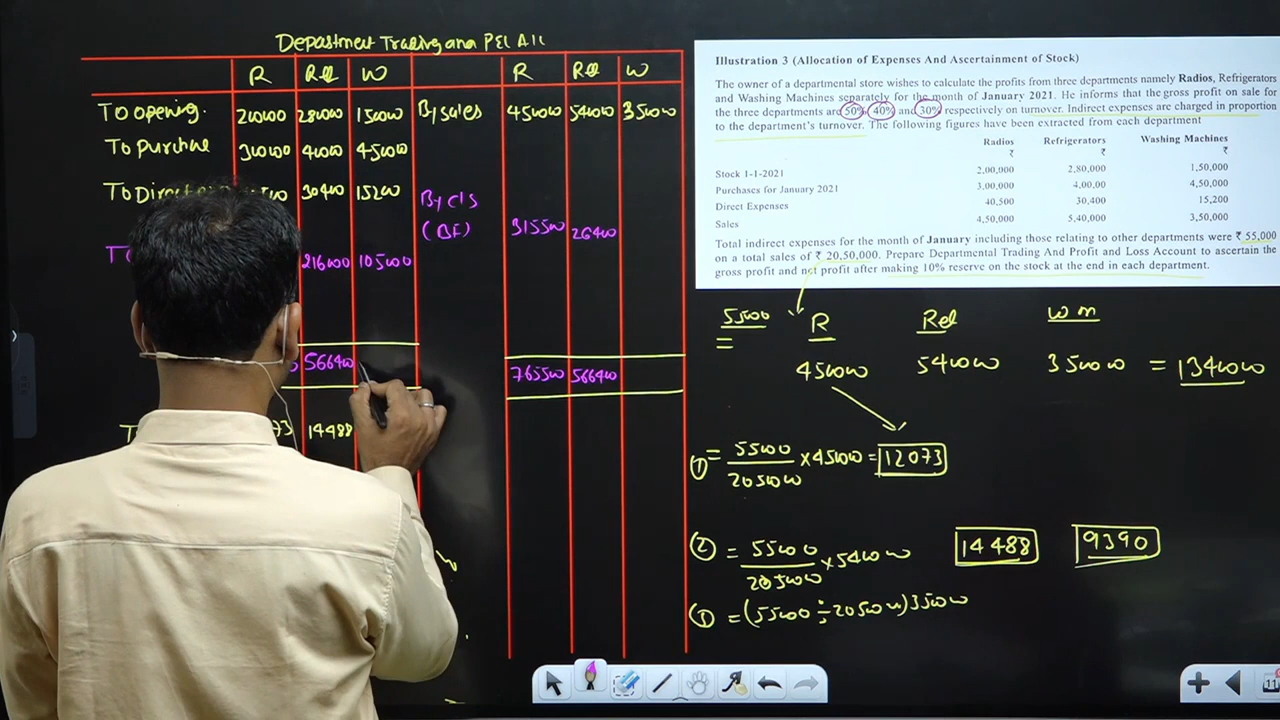 Department Trading and P&L A/c
R Ref W R Ref W
To opening. 200000 280000 150000 By sales 450000 540000 350000
To purchase 300000 400000 450000
To Direct 30400 15200 By c/s
(BF) 315500 26400
216000 105000
566400 765500 566400
73 14488
Illustration 3 (Allocation of Expenses And Ascertainment of Stock)
The owner of a departmental store wishes to calculate the profits from three departments namely Radios, Refrigerators
and Washing Machines separately for the month of January 2021. He informs that the gross profit on sale for
the three departments are 50%, 40% and 30% respectively on turnover. Indirect expenses are charged in proportion
to the department's turnover. The following figures have been extracted from each department
Radios Refrigerators Washing Machines
₹ ₹ ₹
Stock 1-1-2021 2,00,000 2,80,000 1,50,000
Purchases for January 2021 3,00,000 4,00,00 4,50,000
Direct Expenses 40,500 30,400 15,200
Sales 4,50,000 5,40,000 3,50,000
Total indirect expenses for the month of January including those relating to other departments were ₹ 55,000
on a total sales of ₹ 20,50,000. Prepare Departmental Trading And Profit and Loss Account to ascertain the
gross profit and net profit after making 10% reserve on the stock at the end in each department.
55000 R Ref W M
=
450000 540000 350000 = 1340000
① = 55000 / 2050000 × 450000 = 12073
② = 55000 / 2050000 × 540000 14488 9390
① = (55000 ÷ 2050000) 350000